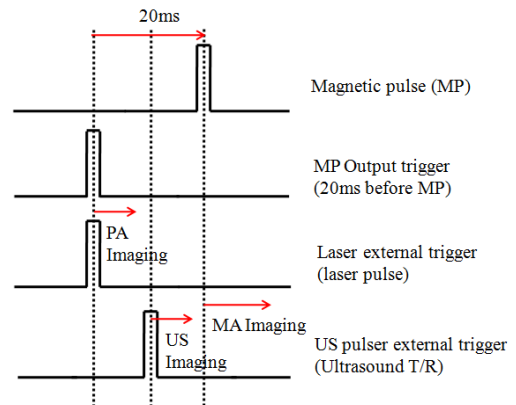 20ms
Magnetic pulse (MP)
MP Output trigger
(20ms before MP)
PA
Imaging
Laser external trigger
(laser pulse)
MA Imaging
US
Imaging
US pulser external trigger
(Ultrasound T/R)